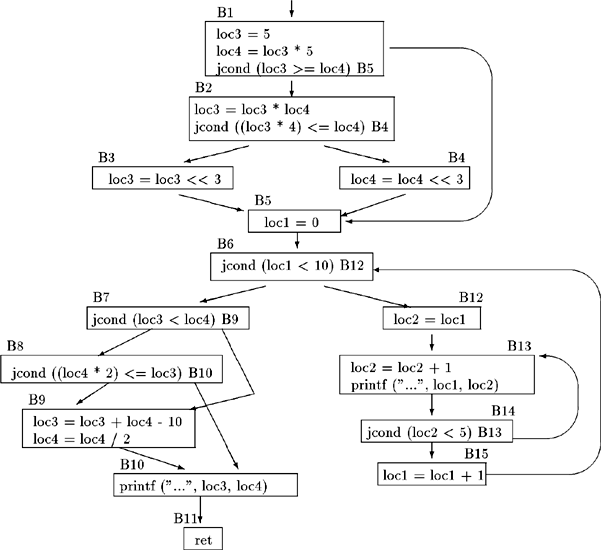 B1
loc3 = 5
loc4 = loc3 * 5
jcond (loc3 >= loc4) B5
B2
loc3 = loc3 * loc4
jcond ((loc3 * 4) <= loc4) B4
B3
loc3 = loc3 << 3
B4
loc4 = loc4 << 3
B5
loc1 = 0
B6
jcond (loc1 < 10) B12
B7
jcond (loc3 < loc4) B9
B8
jcond ((loc4 * 2) <= loc3) B10
B9
loc3 = loc3 + loc4 - 10
loc4 = loc4 / 2
B10
printf ("...", loc3, loc4)
B11
ret
B12
loc2 = loc1
B13
loc2 = loc2 + 1
printf ("...", loc1, loc2)
B14
jcond (loc2 < 5) B13
B15
loc1 = loc1 + 1